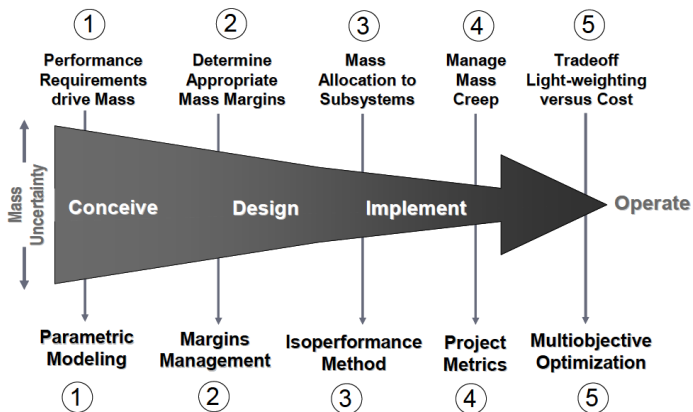 1 2 3 4 5
Performance
Requirements
drive Mass
Determine
Appropriate
Mass Margins
Mass
Allocation to
Subsystems
Manage
Mass
Creep
Tradeoff
Light-weighting
versus Cost
Mass
Uncertainty
Conceive
Design
Implement
Operate
Parametric
Modeling
Margins
Management
Isoperformance
Method
Project
Metrics
Multiobjective
Optimization
1 2 3 4 5